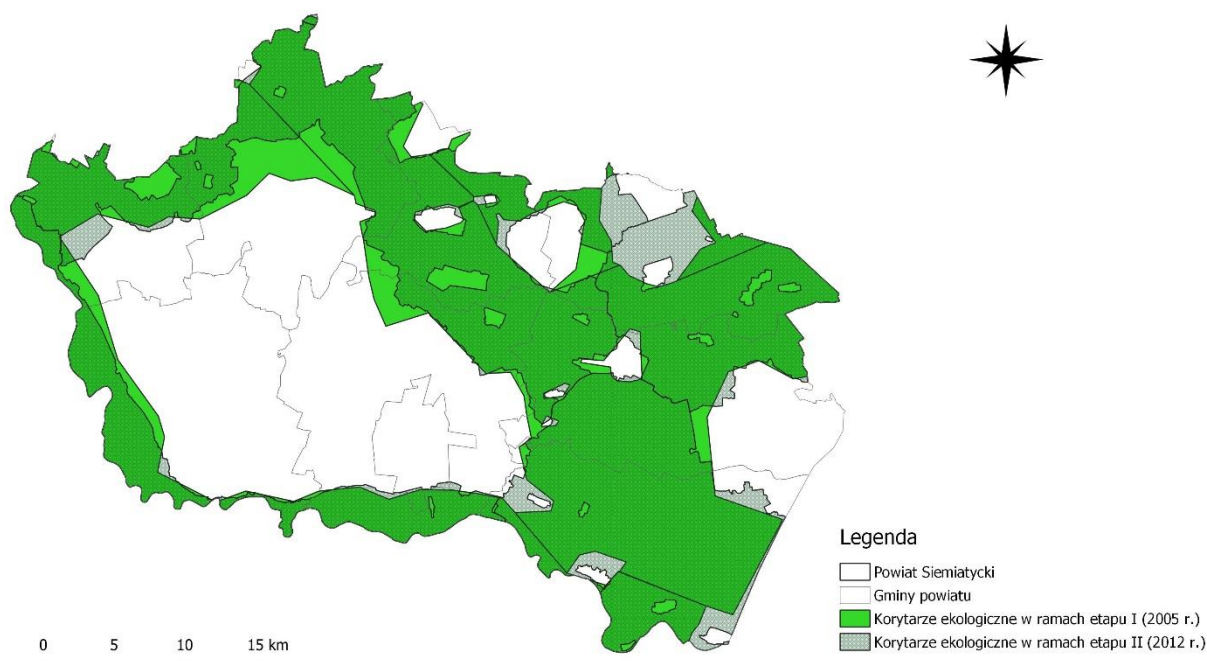 Legenda
Powiat Siemiatycki
Gminy powiatu
Korytarze ekologiczne w ramach etapu I (2005 r.)
Korytarze ekologiczne w ramach etapu II (2012 r.)
0 5 10 15 km